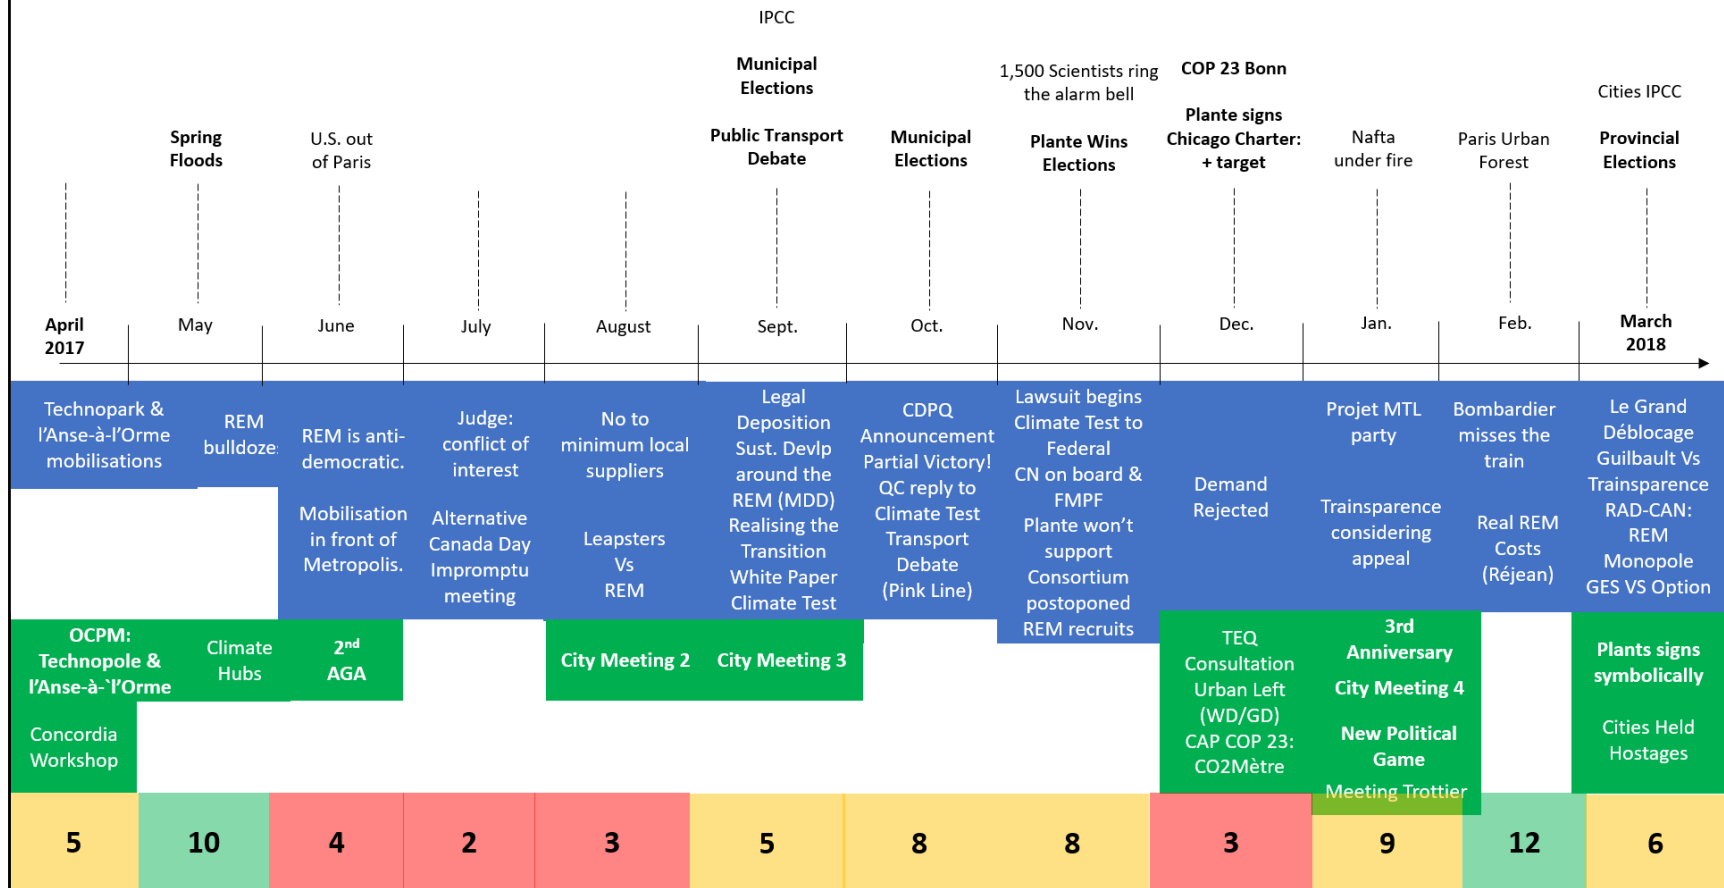 IPCC
Municipal
Elections
Public Transport
Debate
1,500 Scientists ring
the alarm bell
Plante Wins
Elections
COP 23 Bonn
Plante signs
Chicago Charter:
+ target
Cities IPCC
Provincial
Elections
Spring
Floods
U.S. out
of Paris
Municipal
Elections
Nafta
under fire
Paris Urban
Forest
April
2017
May
June
July
August
Sept.
Oct.
Nov.
Dec.
Jan.
Feb.
March
2018
Technopark &
l'Anse-à-l'Orme
mobilisations
REM
bulldoze
REM is anti-
democratic.
Mobilisation
in front of
Metropolis.
Judge:
conflict of
interest
Alternative
Canada Day
Impromptu
meeting
No to
minimum local
suppliers
Leapsters
Vs
REM
Legal
Deposition
Sust. Devlp
around the
REM (MDD)
Realising the
Transition
White Paper
Climate Test
CDPQ
Announcement
Partial Victory!
QC reply to
Climate Test
Transport
Debate
(Pink Line)
Lawsuit begins
Climate Test to
Federal
CN on board &
FMPF
Plante won't
support
Consortium
postoponed
REM recruits
Demand
Rejected
Projet MTL
party
Trainsparence
considering
appeal
Bombardier
misses the
train
Real REM
Costs
(Réjean)
Le Grand
Déblocage
Guilbault Vs
Trainsparence
RAD-CAN:
REM
Monopole
GES VS Option
OCPM:
Technopole &
l'Anse-à-`l'Orme
Concordia
Workshop
Climate
Hubs
2nd
AGA
City Meeting 2
City Meeting 3
TEQ
Consultation
Urban Left
(WD/GD)
CAP COP 23:
CO2Mètre
3rd
Anniversary
City Meeting 4
New Political
Game
Meeting Trottier
Plants signs
symbolically
Cities Held
Hostages
5
10
4
2
3
5
8
8
3
9
12
6